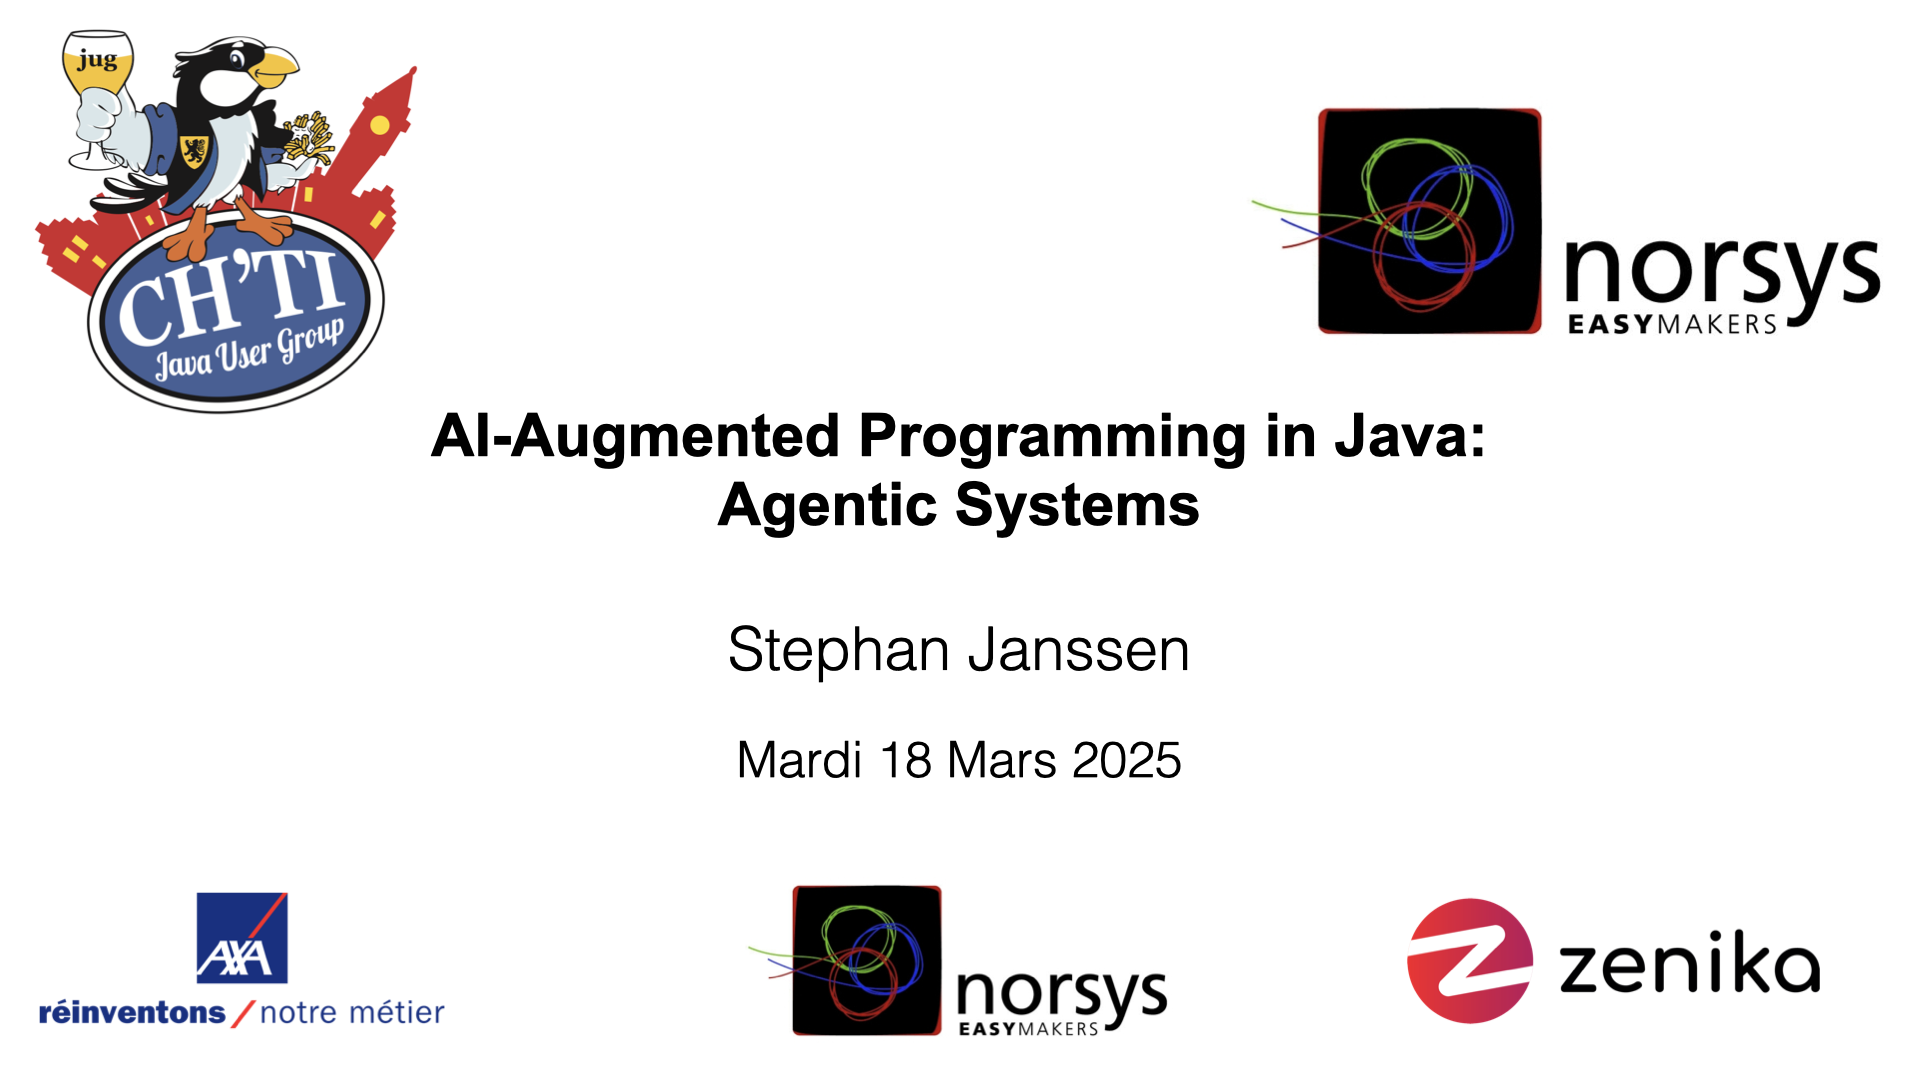 jug
CH'TI
Java User Group
norsys
EASYMAKERS
AI-Augmented Programming in Java:
Agentic Systems
Stephan Janssen
Mardi 18 Mars 2025
AXA
réinventons / notre métier
norsys
EASYMAKERS
zenika